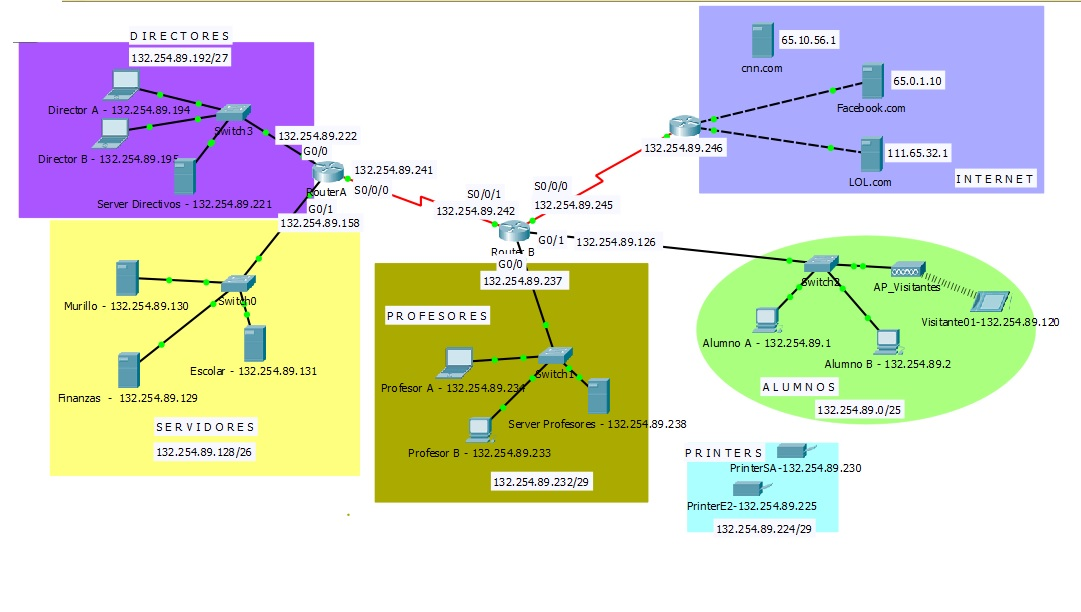 DIRECTORES
132.254.89.192/27
Director A - 132.254.89.194
Switch3
Director B - 132.254.89.195
Server Directivos - 132.254.89.221
132.254.89.222
G0/0
132.254.89.241
RouterA
S0/0/0
G0/1
132.254.89.158
S0/0/1
132.254.89.242
S0/0/0
132.254.89.245
Router B
G0/1
132.254.89.126
G0/0
132.254.89.237
65.10.56.1
cnn.com
65.0.1.10
Facebook.com
132.254.89.246
111.65.32.1
LOL.com
INTERNET
Murillo - 132.254.89.130
Switch0
Escolar - 132.254.89.131
Finanzas - 132.254.89.129
SERVIDORES
132.254.89.128/26
PROFESORES
Switch1
Profesor A - 132.254.89.234
Server Profesores - 132.254.89.238
Profesor B - 132.254.89.233
132.254.89.232/29
Switch2
AP_Visitantes
Visitante01-132.254.89.120
Alumno A - 132.254.89.1
Alumno B - 132.254.89.2
ALUMNOS
132.254.89.0/25
PRINTERS
PrinterSA-132.254.89.230
PrinterE2-132.254.89.225
132.254.89.224/29